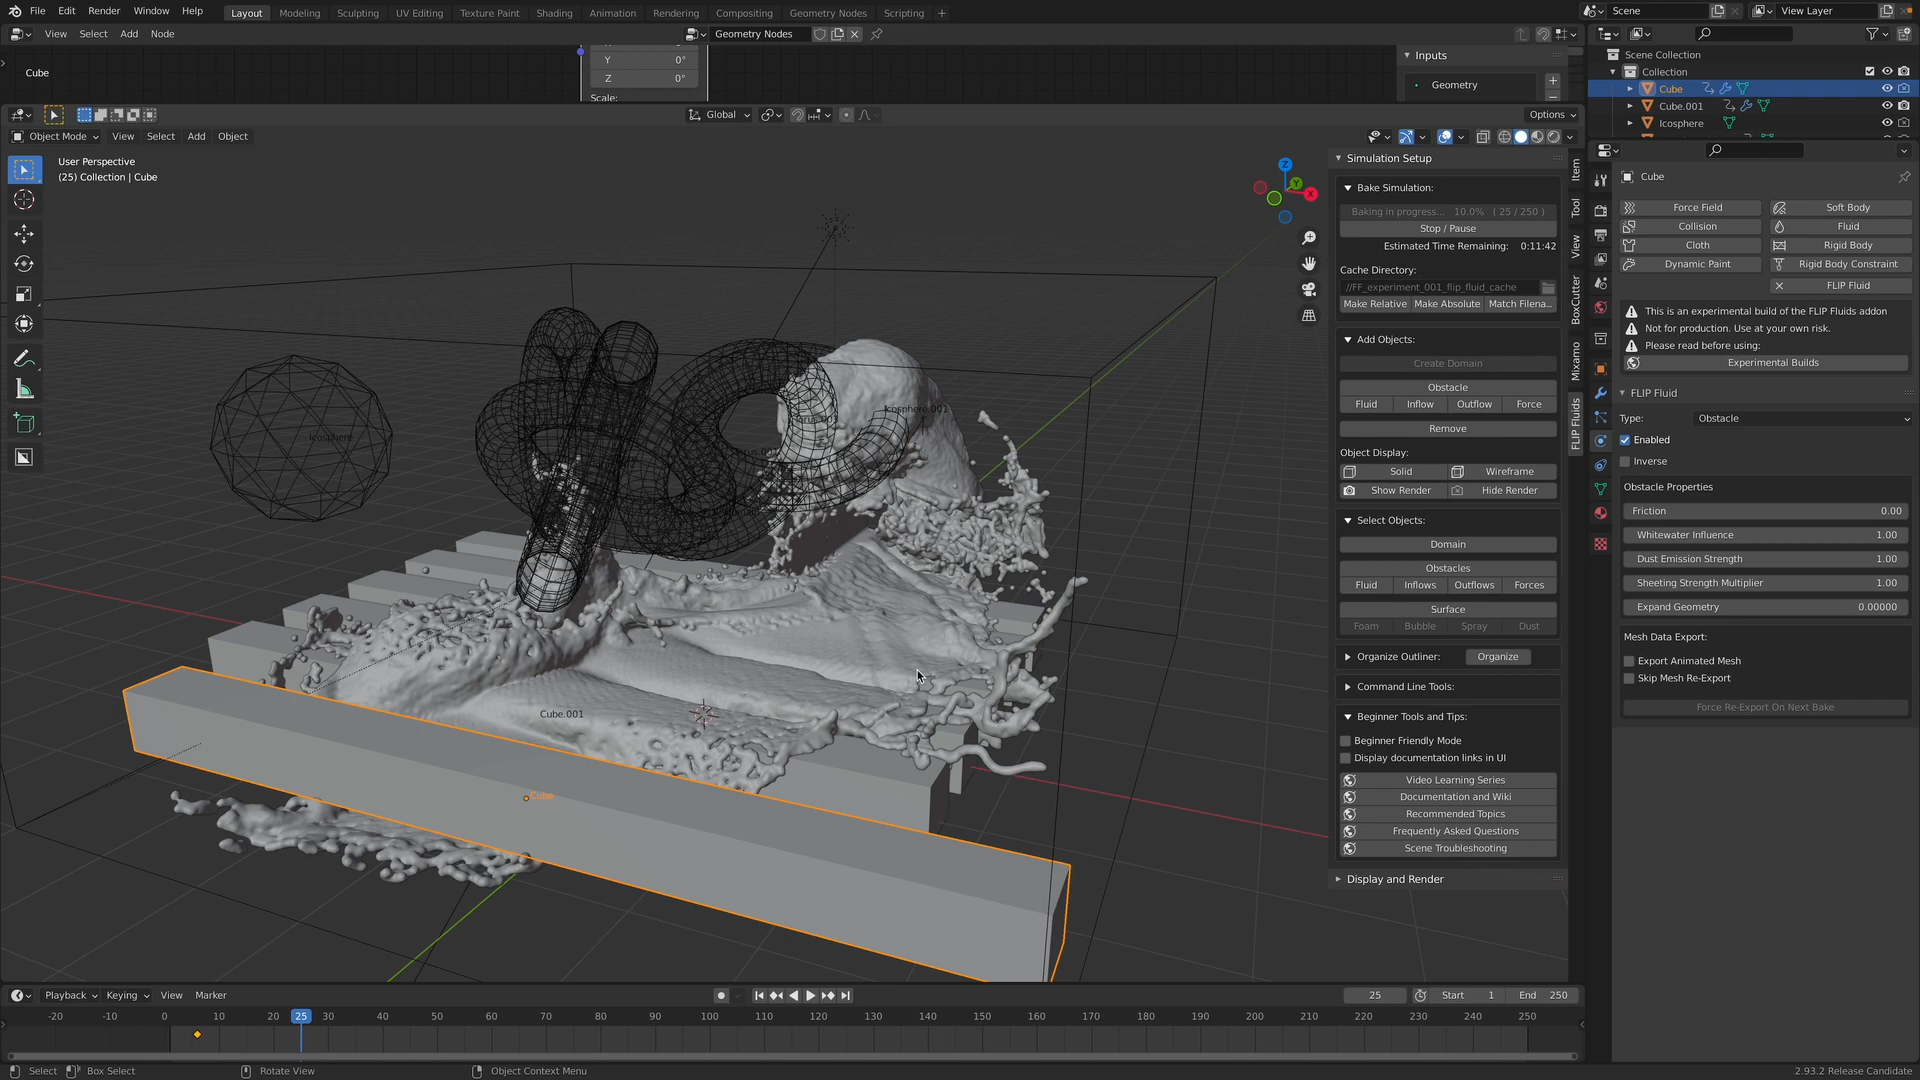 File Edit Render Window Help Layout Modeling Sculpting UV Editing Texture Paint Shading Animation Rendering Compositing Geometry Nodes Scripting + Scene View Layer
View Select Add Node Geometry Nodes
Cube
Y 0°
Z 0°
Scale:
Inputs
Geometry
Scene Collection
Collection
Cube
Cube.001
Icosphere
Global Options
Object Mode View Select Add Object
User Perspective
(25) Collection | Cube
Z
Y
X
Icosphere
Icosphere.001
Cube.001
Cube
Simulation Setup
Bake Simulation:
Baking in progress... 10.0% ( 25 / 250 )
Stop / Pause
Estimated Time Remaining: 0:11:42
Cache Directory:
//FF_experiment_001_flip_fluid_cache
Make Relative Make Absolute Match Filena...
Add Objects:
Create Domain
Obstacle
Fluid Inflow Outflow Force
Remove
Object Display:
Solid Wireframe
Show Render Hide Render
Select Objects:
Domain
Obstacles
Fluid Inflows Outflows Forces
Surface
Foam Bubble Spray Dust
Organize Outliner: Organize
Command Line Tools:
Beginner Tools and Tips:
Beginner Friendly Mode
Display documentation links in UI
Video Learning Series
Documentation and Wiki
Recommended Topics
Frequently Asked Questions
Scene Troubleshooting
Display and Render
Item
Tool
View
BoxCutter
Mixamo
FLIP Fluids
Cube
Force Field Soft Body
Collision Fluid
Cloth Rigid Body
Dynamic Paint Rigid Body Constraint
FLIP Fluid
This is an experimental build of the FLIP Fluids addon
Not for production. Use at your own risk.
Please read before using:
Experimental Builds
FLIP Fluid
Type: Obstacle
Enabled
Inverse
Obstacle Properties
Friction 0.00
Whitewater Influence 1.00
Dust Emission Strength 1.00
Sheeting Strength Multiplier 1.00
Expand Geometry 0.00000
Mesh Data Export:
Export Animated Mesh
Skip Mesh Re-Export
Force Re-Export On Next Bake
Playback Keying View Marker 25 Start 1 End 250
-20 -10 0 10 20 25 30 40 50 60 70 80 90 100 110 120 130 140 150 160 170 180 190 200 210 220 230 240 250
Select Box Select Rotate View Object Context Menu 2.93.2 Release Candidate